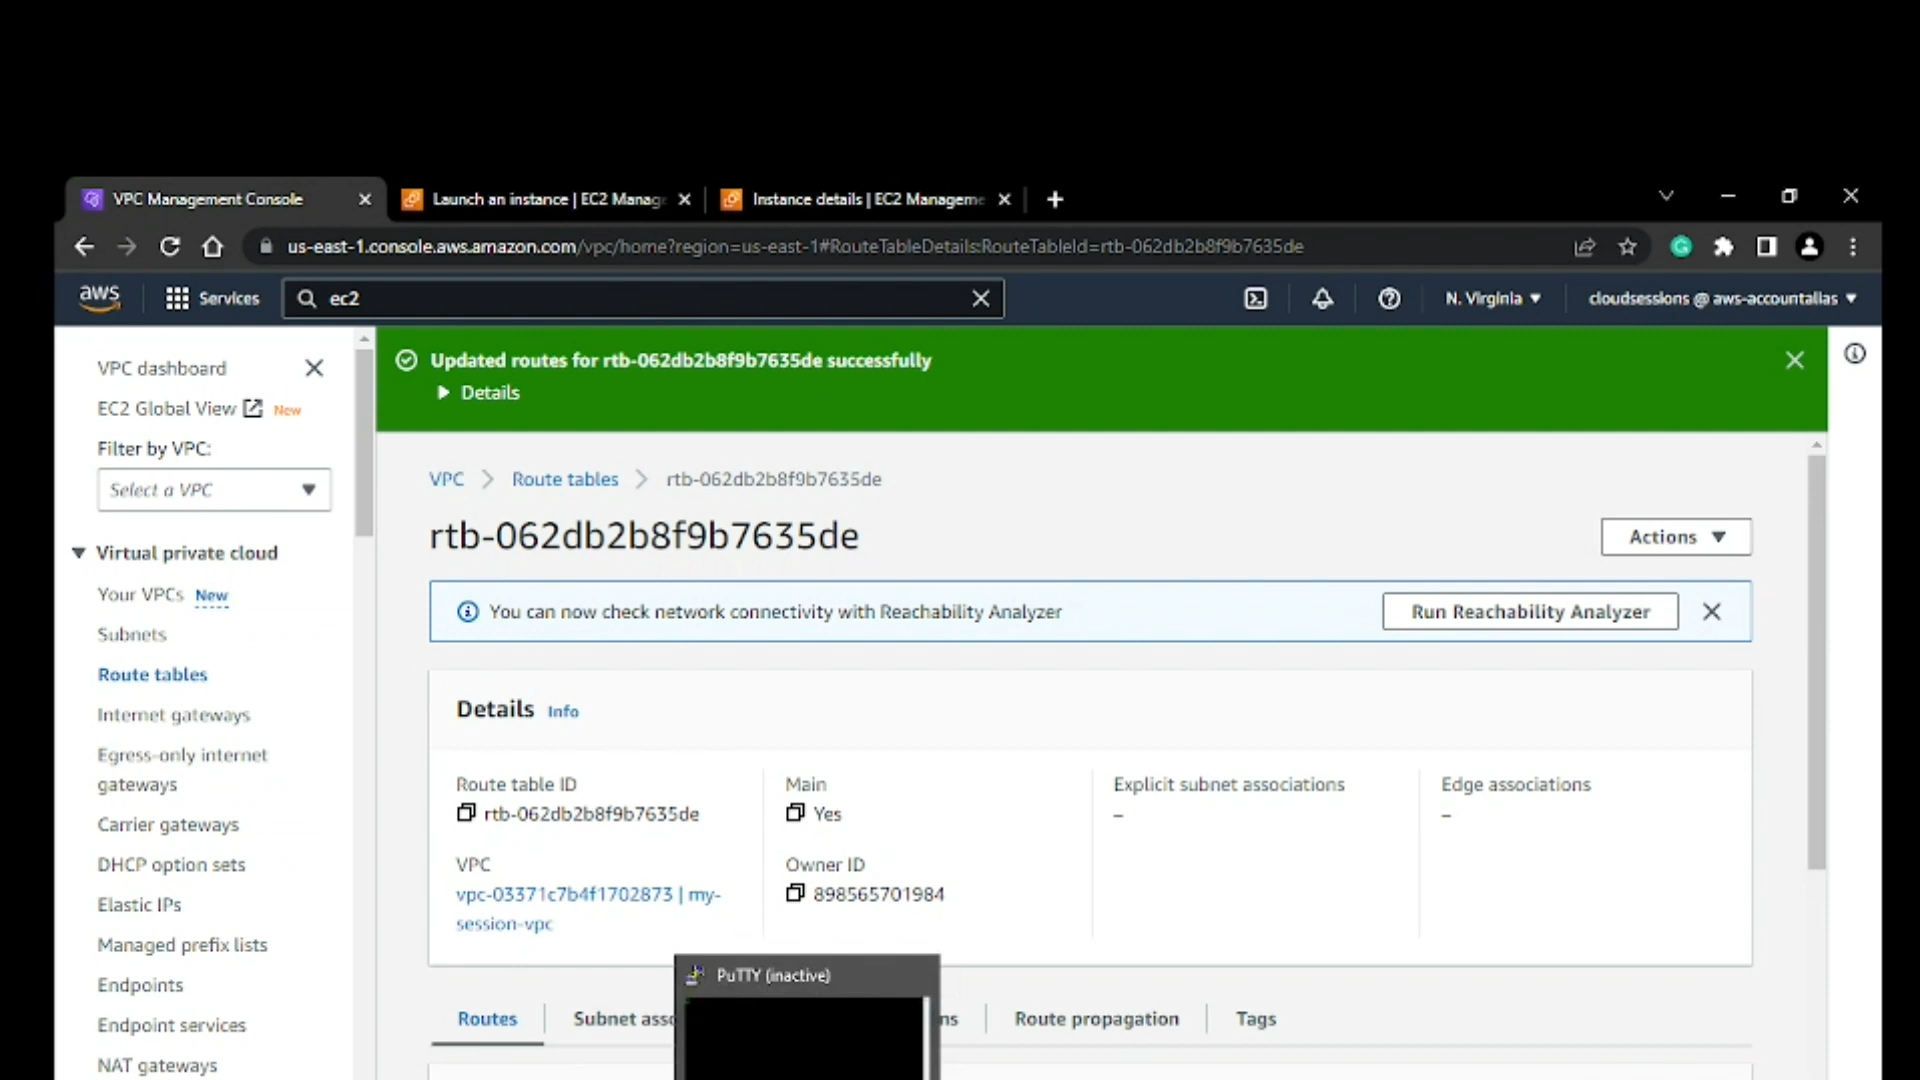 VPC Management Console
Launch an instance | EC2 Manag
Instance details | EC2 Manageme
us-east-1.console.aws.amazon.com/vpc/home?region=us-east-1#RouteTableDetails:RouteTableId=rtb-062db2b8f9b7635de
aws
Services
ec2
N. Virginia
cloudsessions @ aws-accountalias
VPC dashboard
EC2 Global View New
Filter by VPC:
Select a VPC
Virtual private cloud
Your VPCs New
Subnets
Route tables
Internet gateways
Egress-only internet
gateways
Carrier gateways
DHCP option sets
Elastic IPs
Managed prefix lists
Endpoints
Endpoint services
NAT gateways
Updated routes for rtb-062db2b8f9b7635de successfully
Details
VPC > Route tables > rtb-062db2b8f9b7635de
rtb-062db2b8f9b7635de
Actions
You can now check network connectivity with Reachability Analyzer
Run Reachability Analyzer
Details Info
Route table ID
rtb-062db2b8f9b7635de
Main
Yes
Explicit subnet associations
–
Edge associations
–
VPC
vpc-03371c7b4f1702873 | my-
session-vpc
Owner ID
898565701984
PuTTY (inactive)
Routes
Subnet asso
ns
Route propagation
Tags